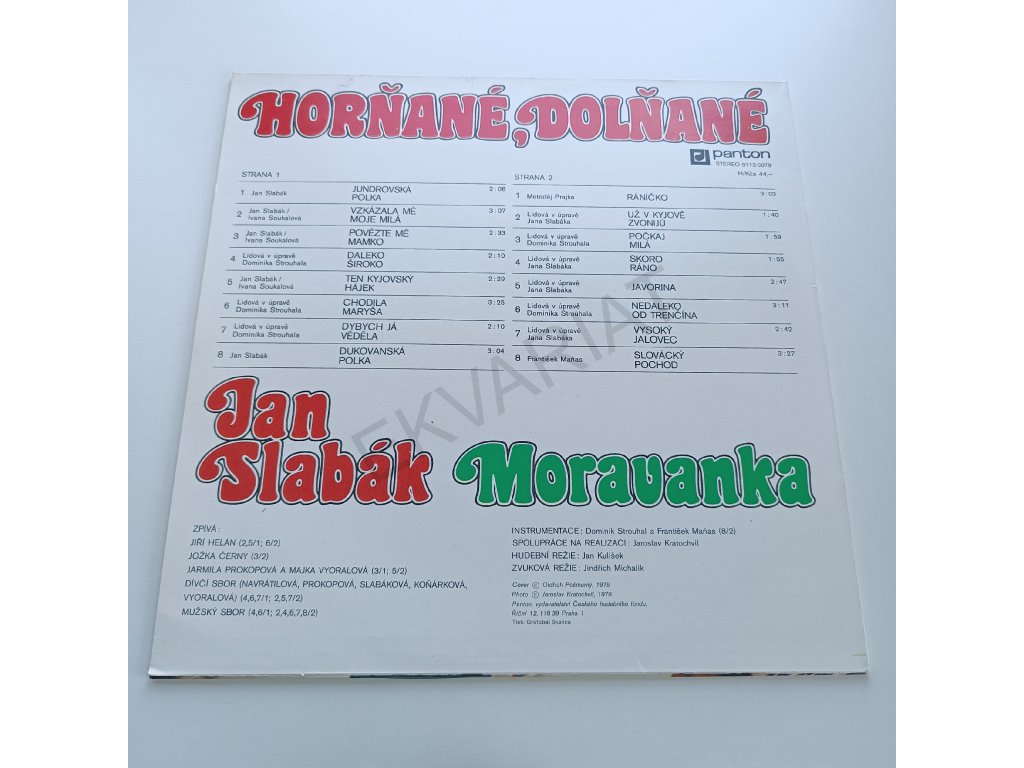 HORŇANÉ, DOLŇANÉ
panton
STEREO 8113 0079
H/Kčs 44,-
STRANA 1
1 Jan Slabák JUNDROVSKÁ POLKA 2:06
2 Jan Slabák/ Ivana Soukalová VZKÁZALA MĚ MOJE MILÁ 3:07
3 Jan Slabák/ Ivana Soukalová POVĚZTE MĚ MAMKO 2:33
4 Lidová v úpravě Dominika Strouhala DALEKO ŠIROKO 2:10
5 Jan Slabák/ Ivana Soukalová TEN KYJOVSKÝ HÁJEK 2:29
6 Lidová v úpravě Dominika Strouhala CHODILA MARYŠA 3:25
7 Lidová v úpravě Dominika Strouhala DYBYCH JÁ VĚDĚLA 2:10
8 Jan Slabák DUKOVANSKÁ POLKA 3:04
STRANA 2
1 Metoděj Prajka RÁNÍČKO 3:03
2 Lidová v úpravě Jana Slabáka UŽ V KYJOVĚ ZVONIJÚ 1:40
3 Lidová v úpravě Dominika Strouhala POČKAJ MILÁ 1:59
4 Lidová v úpravě Jana Slabáka SKORO RÁNO 1:55
5 Lidová v úpravě Jana Slabáka JAVORINA 2:47
6 Lidová v úpravě Dominika Strouhala NEDALEKO OD TRENČÍNA 3:11
7 Lidová v úpravě Jana Slabáka VYSOKÝ JALOVEC 2:42
8 František Maňas SLOVÁCKÝ POCHOD 3:27
EKVARIAT
Jan
Slabák
Moravanka
ZPÍVÁ:
JIŘÍ HELÁN (2,5/1; 6/2)
JOŽKA ČERNÝ (3/2)
JARMILA PROKOPOVÁ A MAJKA VYORALOVÁ (3/1; 5/2)
DÍVČÍ SBOR (NAVRÁTILOVÁ, PROKOPOVÁ, SLABÁKOVÁ, KOŇÁRKOVÁ,
VYORALOVÁ) (4,6,7/1; 2,5,7/2)
MUŽSKÝ SBOR (4,6/1; 2,4,6,7,8/2)
INSTRUMENTACE: Dominik Strouhal a František Maňas (8/2)
SPOLUPRÁCE NA REALIZACI: Jaroslav Kratochvíl
HUDEBNÍ REŽIE: Jan Kulíšek
ZVUKOVÁ REŽIE: Jindřich Michalík
Cover © Oldřich Pošmurný, 1979
Photo © Jaroslav Kratochvíl, 1979
Panton, vydavatelství Českého hudebního fondu,
Říční 12, 118 39 Praha 1
Tisk: Grafobal Skalica